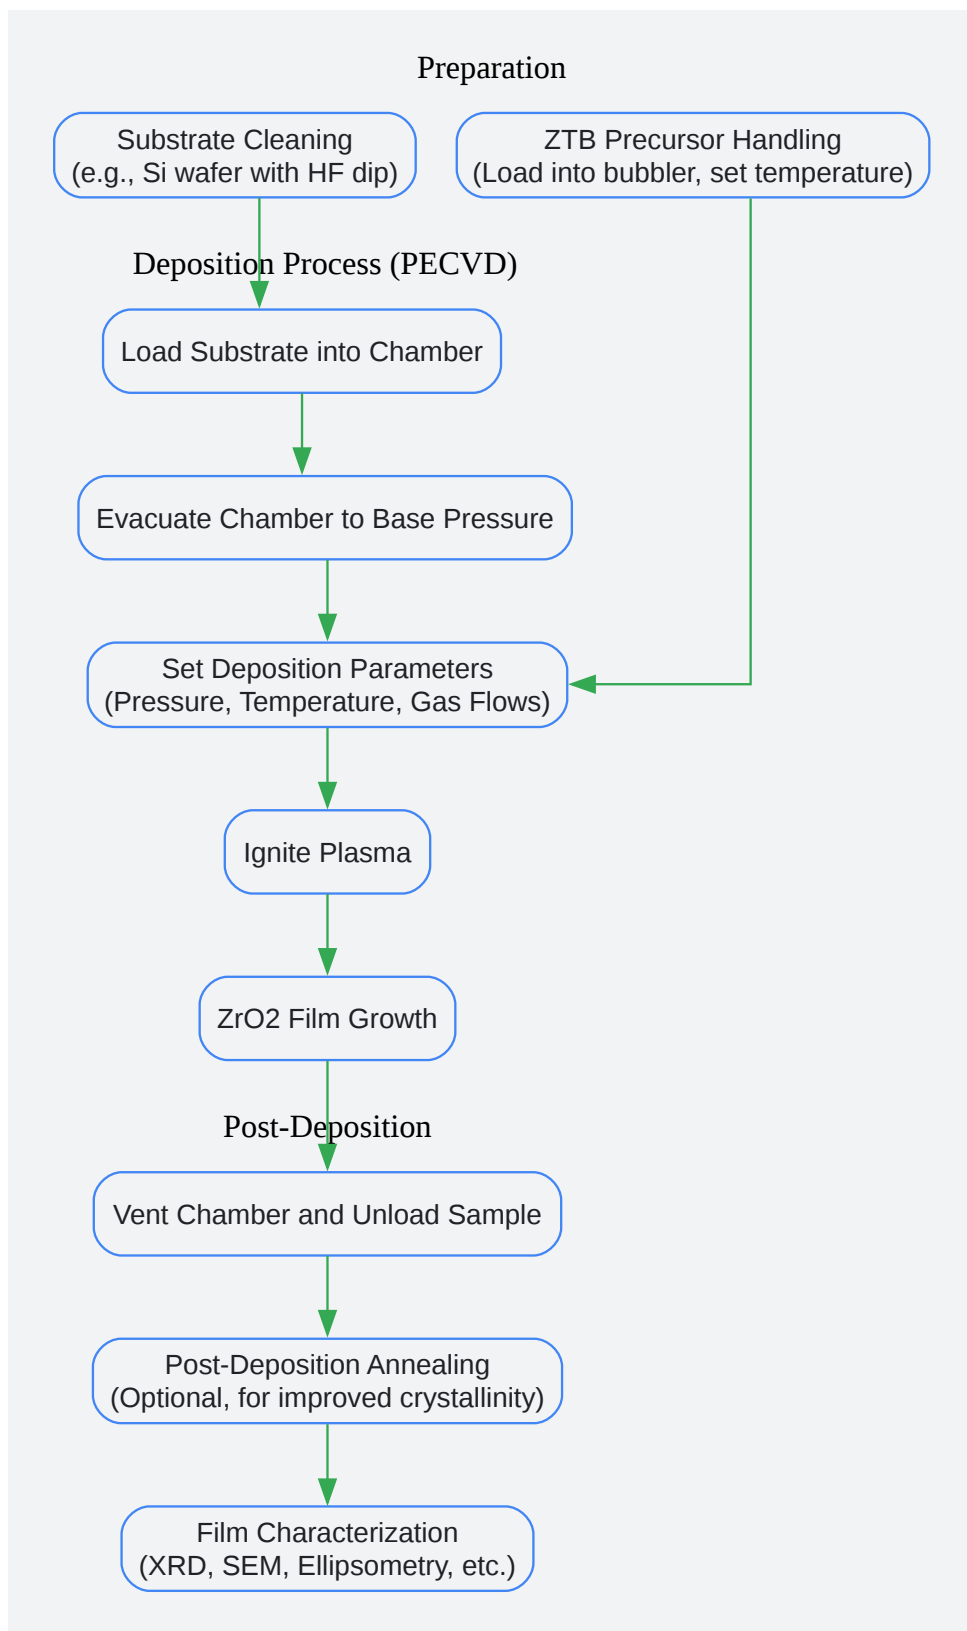 Preparation
Substrate Cleaning
(e.g., Si wafer with HF dip)
ZTB Precursor Handling
(Load into bubbler, set temperature)
Deposition Process (PECVD)
Load Substrate into Chamber
Evacuate Chamber to Base Pressure
Set Deposition Parameters
(Pressure, Temperature, Gas Flows)
Ignite Plasma
ZrO2 Film Growth
Post-Deposition
Vent Chamber and Unload Sample
Post-Deposition Annealing
(Optional, for improved crystallinity)
Film Characterization
(XRD, SEM, Ellipsometry, etc.)